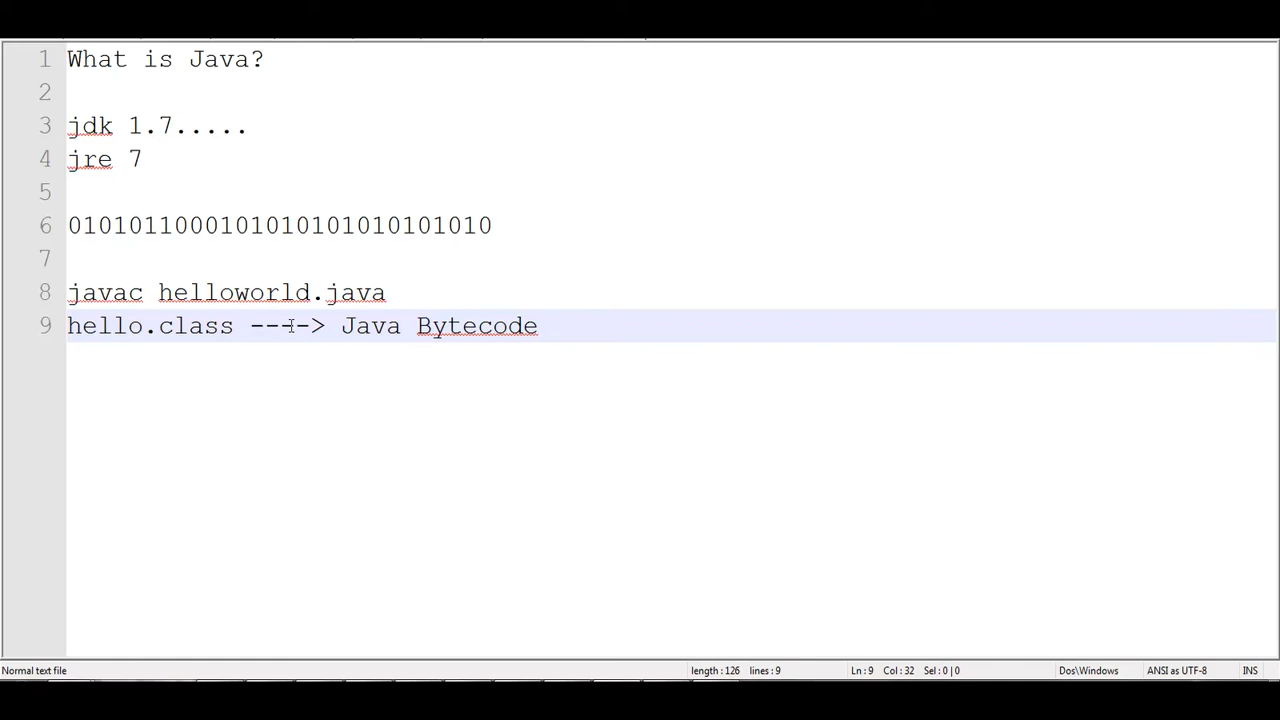 1 What is Java?
2
3 jdk 1.7.....
4 jre 7
5
6 0101011000101010101010101010
7
8 javac helloworld.java
9 hello.class ----> Java Bytecode
Normal text file length : 126 lines : 9 Ln : 9 Col : 32 Sel : 0 | 0 Dos\Windows ANSI as UTF-8 INS